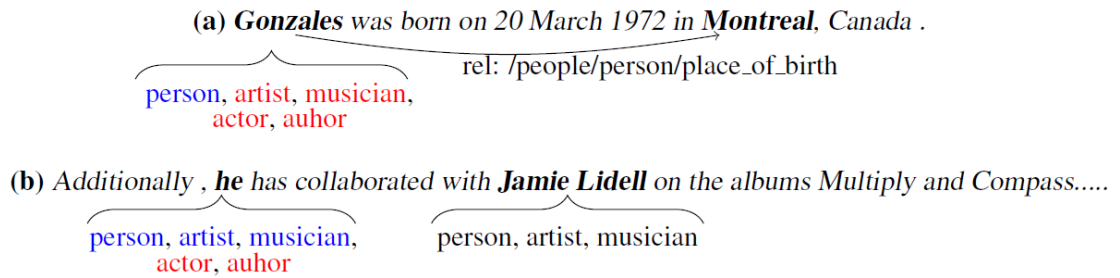 (a) Gonzales was born on 20 March 1972 in Montreal, Canada .
rel: /people/person/place_of_birth
person, artist, musician,
actor, auhor
(b) Additionally , he has collaborated with Jamie Lidell on the albums Multiply and Compass.....
person, artist, musician,
actor, auhor
person, artist, musician